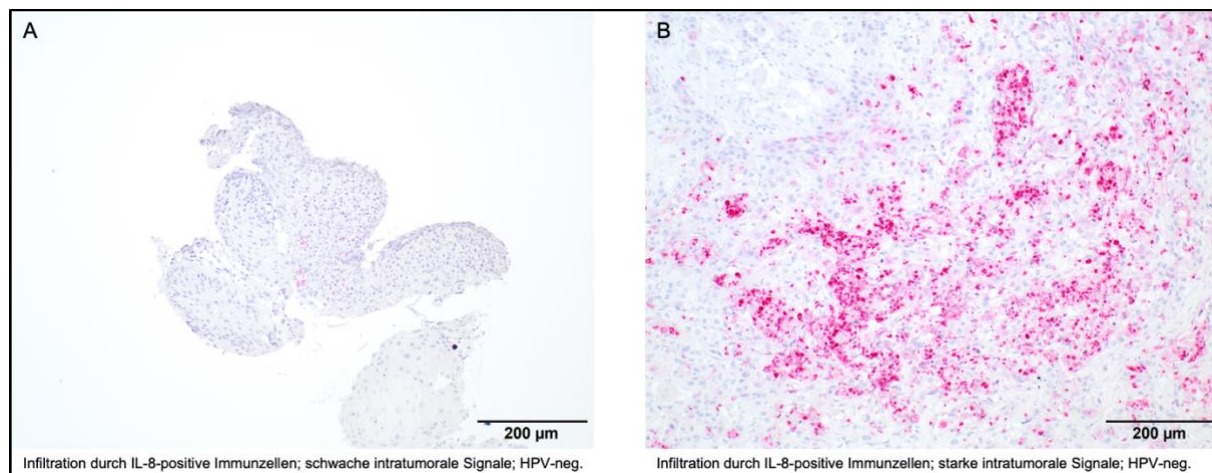 A
B
200 µm
200 µm
Infiltration durch IL-8-positive Immunzellen; schwache intratumorale Signale; HPV-neg.
Infiltration durch IL-8-positive Immunzellen; starke intratumorale Signale; HPV-neg.